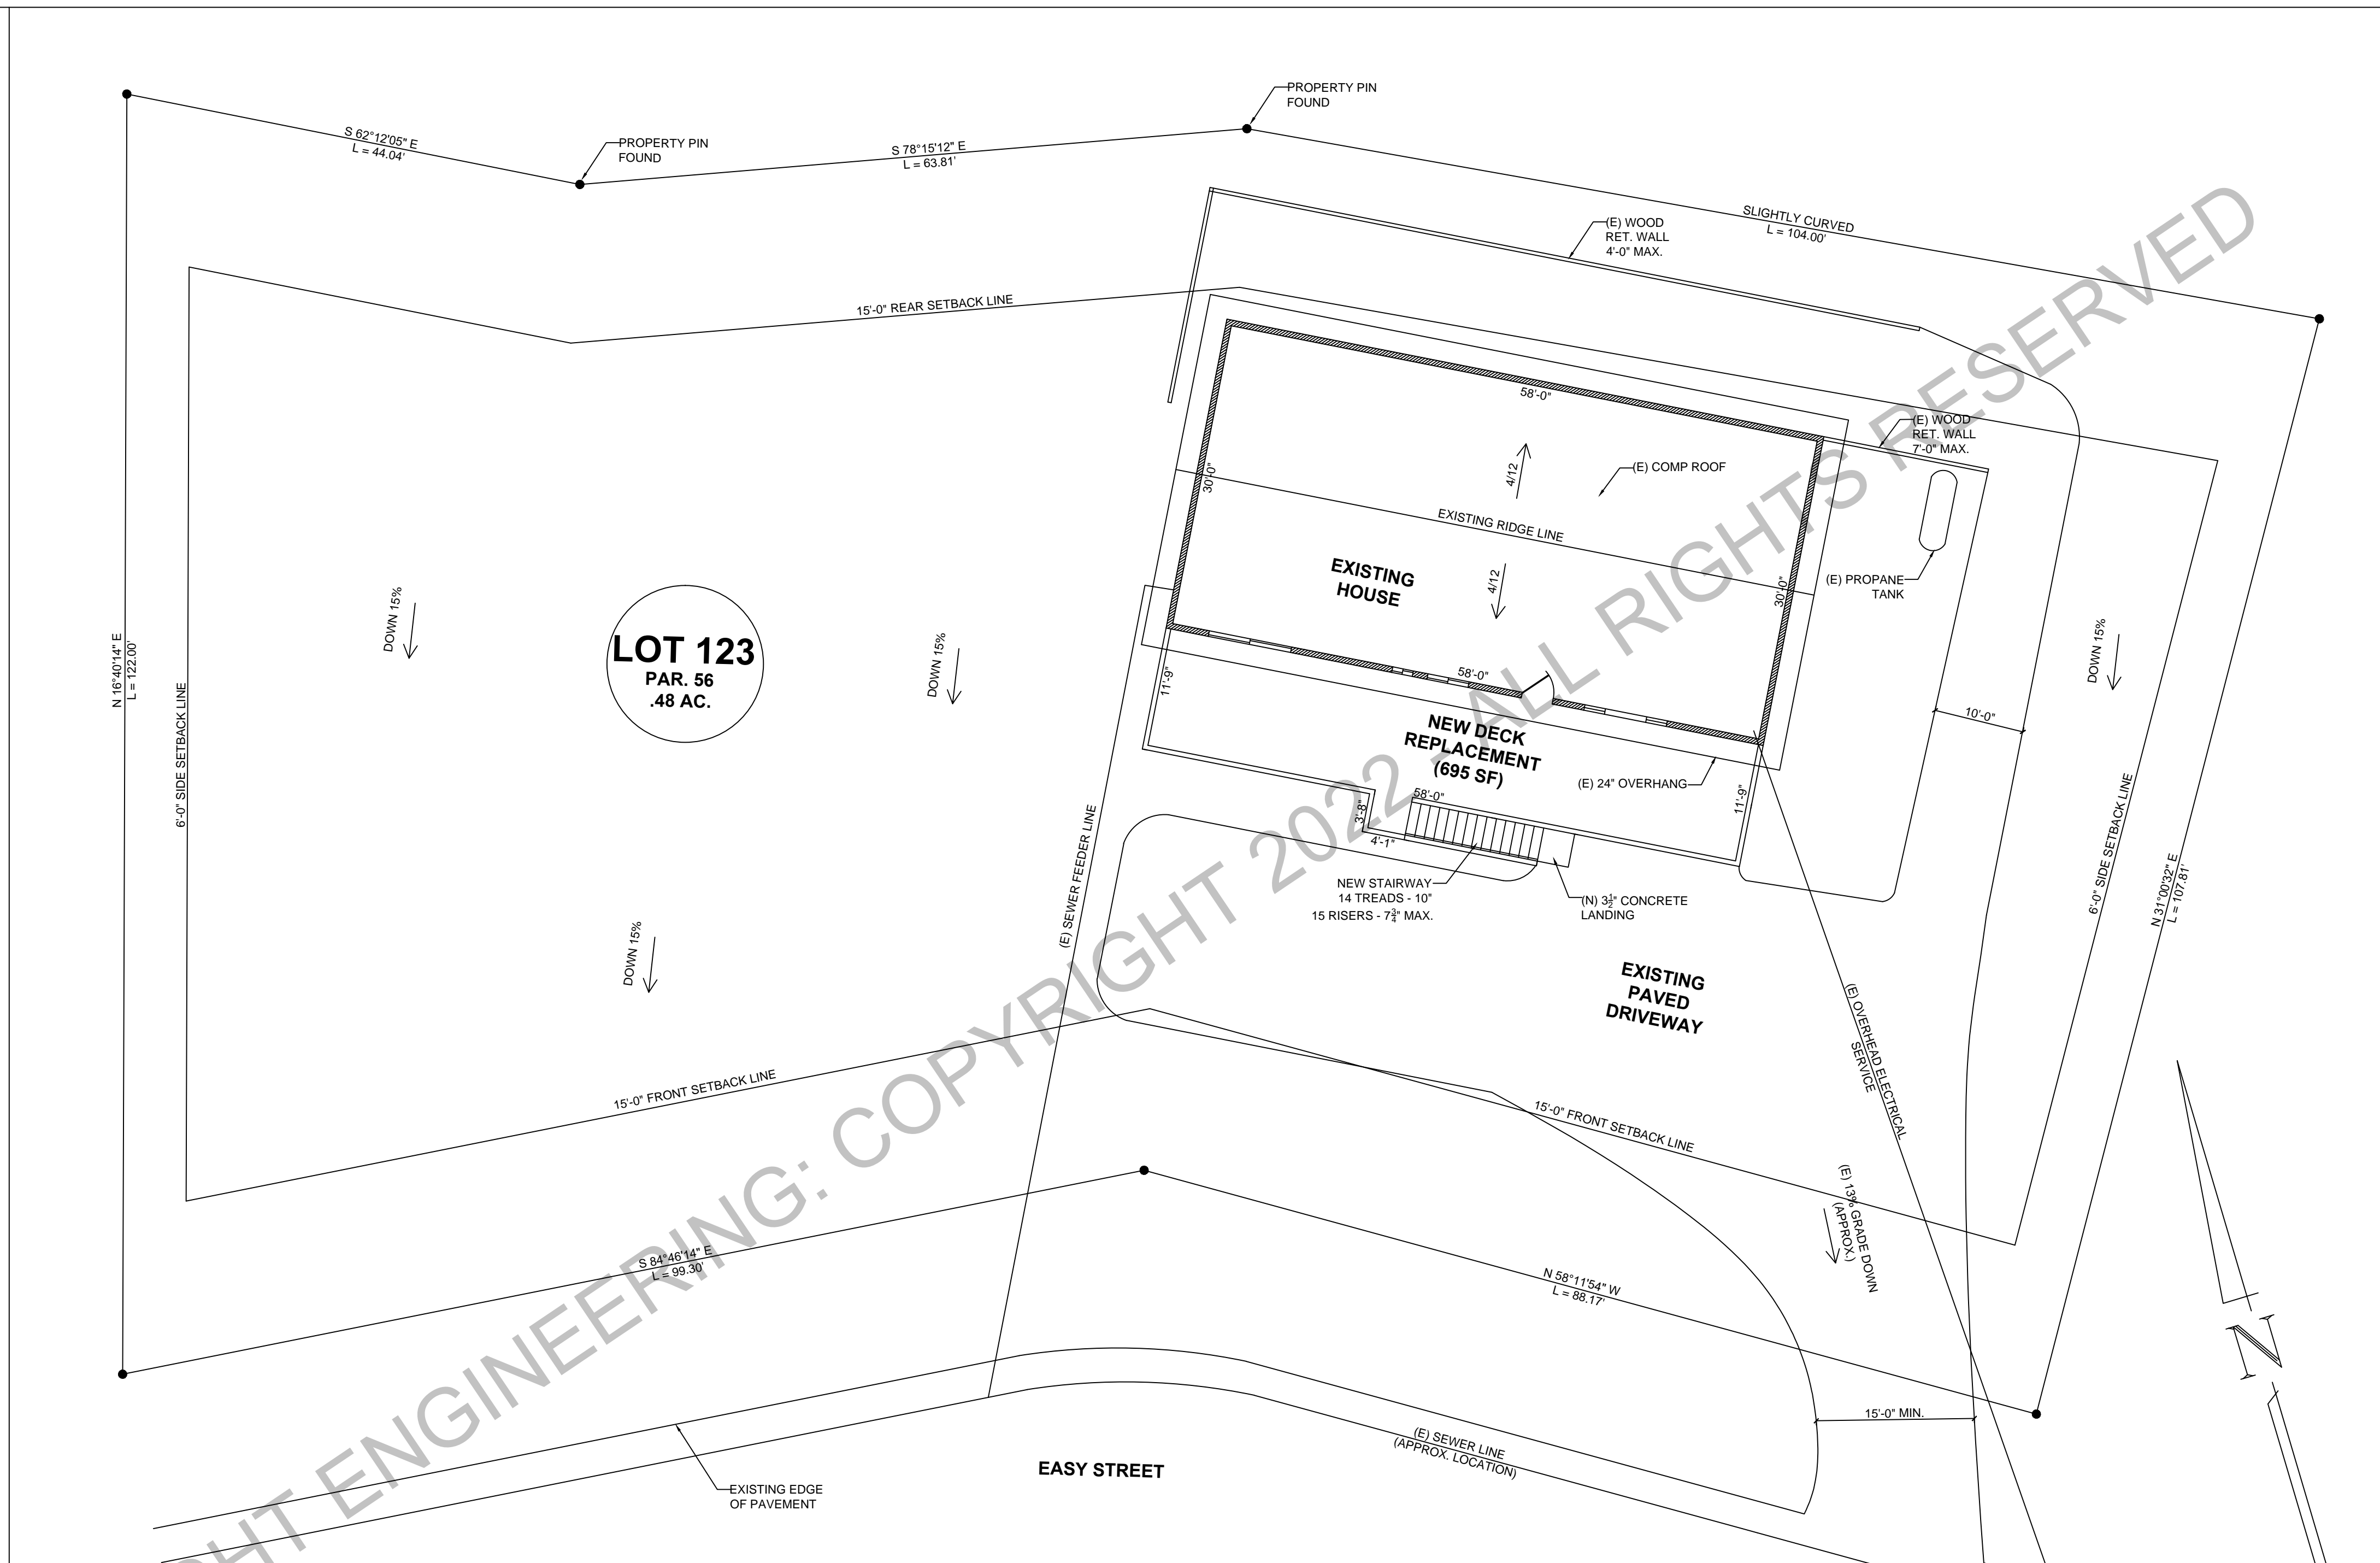 PROPERTY PIN
FOUND
S 62°12'05" E
L = 44.04'
PROPERTY PIN
FOUND
S 78°15'12" E
L = 63.81'
SLIGHTLY CURVED
L = 104.00'
(E) WOOD
RET. WALL
4'-0" MAX.
15'-0" REAR SETBACK LINE
58'-0"
(E) WOOD
RET. WALL
7'-0" MAX.
30'-0"
4/12
(E) COMP ROOF
EXISTING RIDGE LINE
EXISTING
HOUSE
4/12
30'-0"
(E) PROPANE
TANK
DOWN 15%
LOT 123
PAR. 56
.48 AC.
DOWN 15%
DOWN 15%
N 16°40'14" E
L = 122.00'
6'-0" SIDE SETBACK LINE
11'-9"
58'-0"
10'-0"
NEW DECK
REPLACEMENT
(695 SF)
(E) 24" OVERHANG
58'-0"
3'-8"
4'-1"
11'-9"
(E) SEWER FEEDER LINE
NEW STAIRWAY
14 TREADS - 10"
15 RISERS - 7¾" MAX.
(N) 3½" CONCRETE
LANDING
6'-0" SIDE SETBACK LINE
N 31°00'32" E
L = 107.81'
DOWN 15%
EXISTING
PAVED
DRIVEWAY
(E) OVERHEAD ELECTRICAL
SERVICE
15'-0" FRONT SETBACK LINE
15'-0" FRONT SETBACK LINE
(E) 13% GRADE DOWN
(APPROX.)
S 84°46'14" E
L = 99.30'
N 58°11'54" W
L = 88.17'
N
15'-0" MIN.
(E) SEWER LINE
(APPROX. LOCATION)
EASY STREET
EXISTING EDGE
OF PAVEMENT
GHT ENGINEERING: COPYRIGHT 2022 - ALL RIGHTS RESERVED